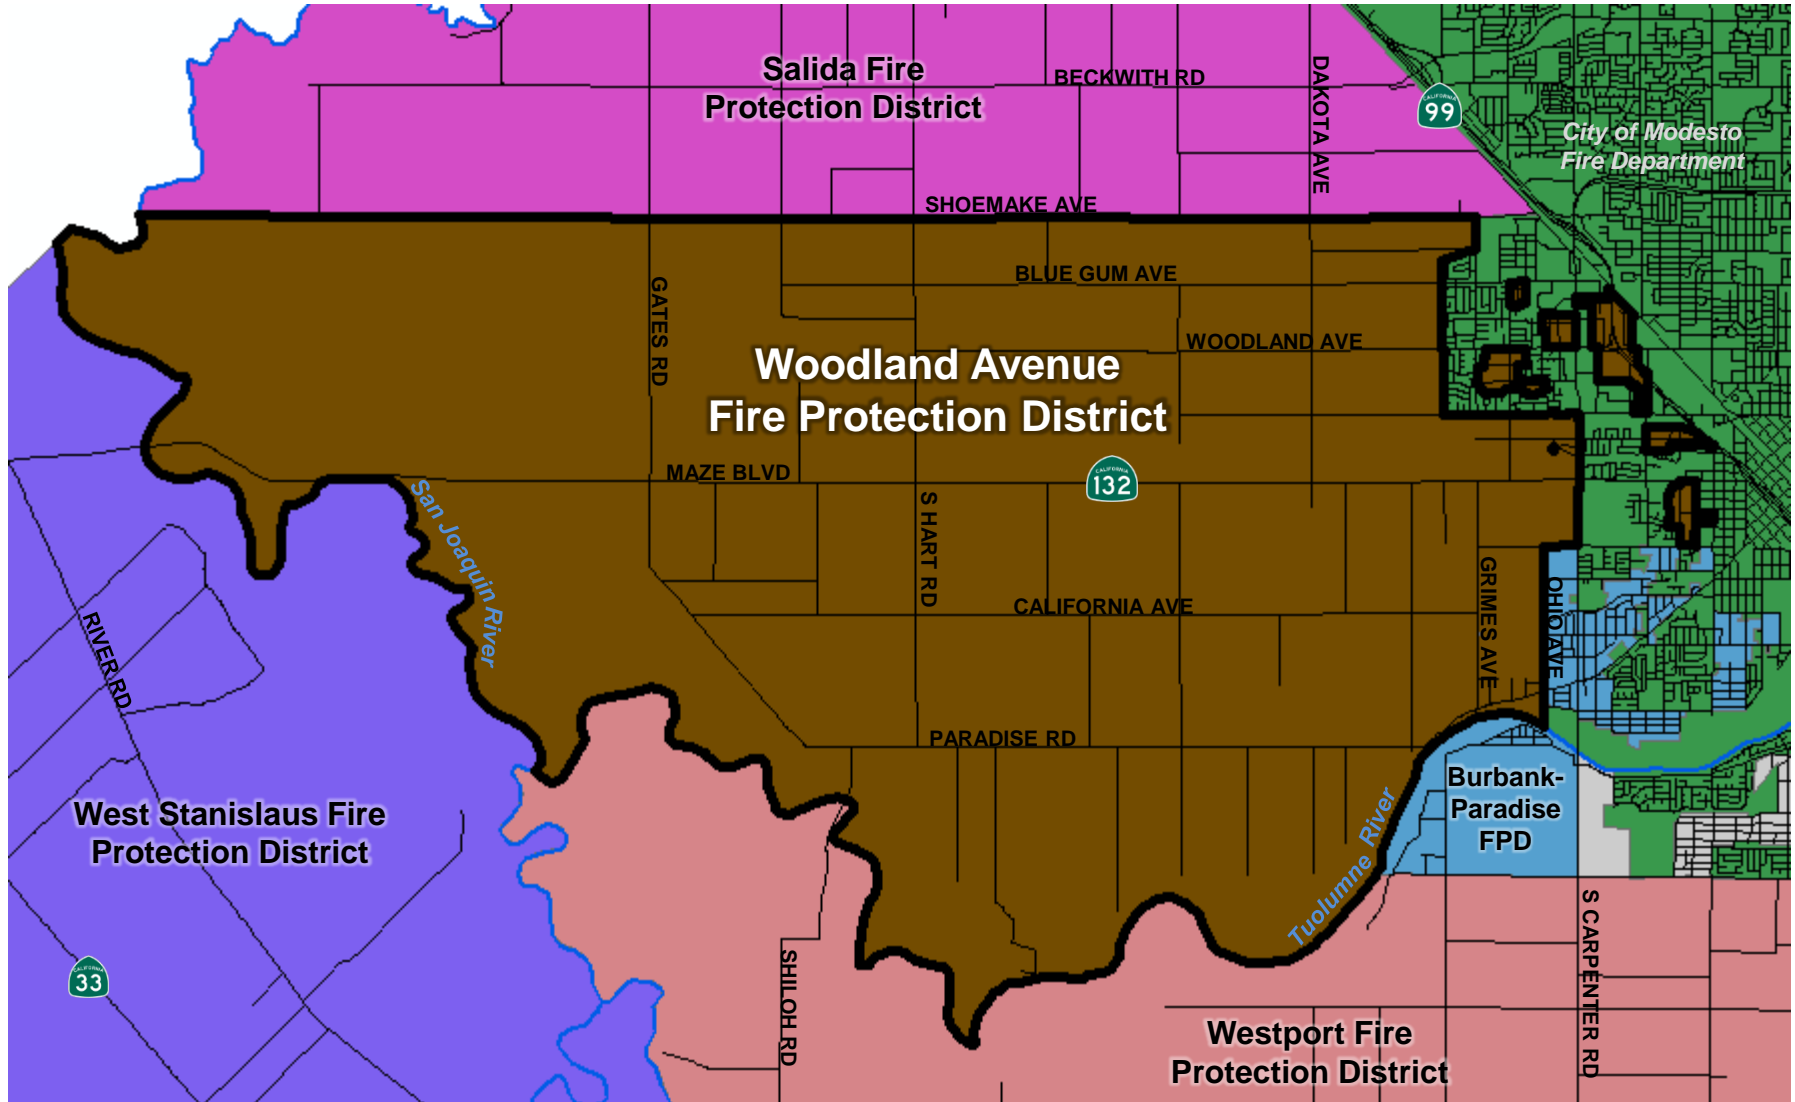 Salida Fire
Protection District
BECKWITH RD
DAKOTA AVE
CALIFORNIA
99
City of Modesto
Fire Department
SHOEMAKE AVE
BLUE GUM AVE
GATES RD
WOODLAND AVE
Woodland Avenue
Fire Protection District
MAZE BLVD
CALIFORNIA
132
San Joaquin River
S HART RD
GRIMES AVE
OHIO AVE
CALIFORNIA AVE
RIVER RD
PARADISE RD
Burbank-
Paradise
FPD
West Stanislaus Fire
Protection District
Tuolumne River
S CARPENTER RD
SHILOH RD
CALIFORNIA
33
Westport Fire
Protection District